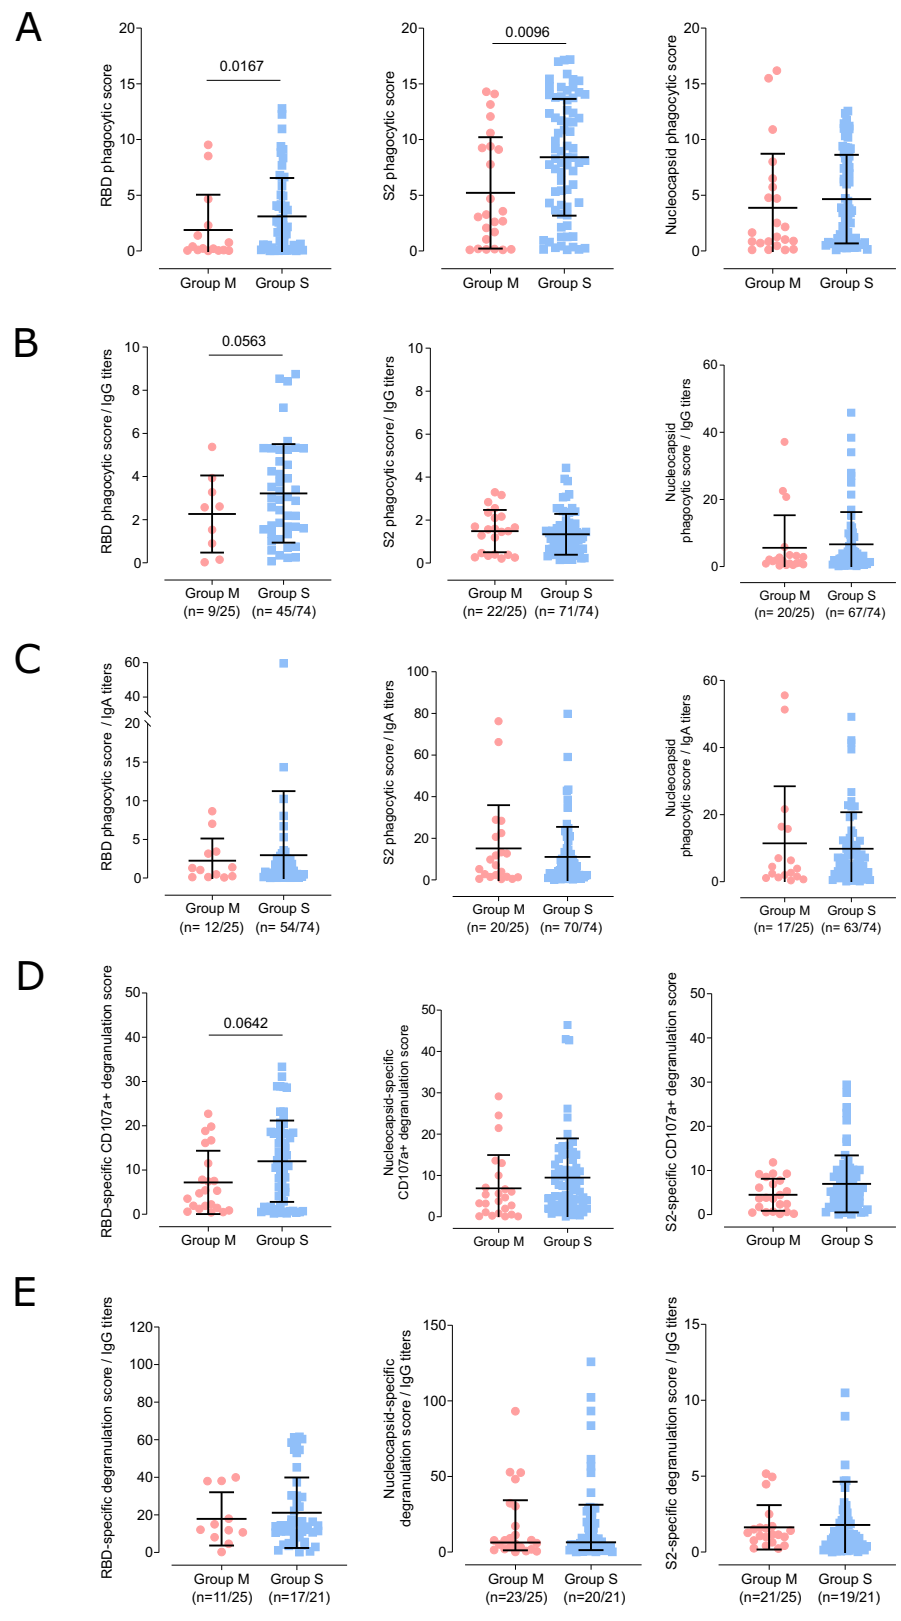 A
RBD phagocytic score
20
15
10
5
0
0.0167
Group M Group S
S2 phagocytic score
20
15
10
5
0
0.0096
Group M Group S
Nucleocapsid phagocytic score
20
15
10
5
0
Group M Group S
B
RBD phagocytic score / IgG titers
10
8
6
4
2
0
0.0563
Group M Group S
(n= 9/25) (n= 45/74)
S2 phagocytic score/ IgG titers
10
8
6
4
2
0
Group M Group S
(n= 22/25) (n= 71/74)
Nucleocapsid
phagocytic score / IgG titers
60
40
20
0
Group M Group S
(n= 20/25) (n= 67/74)
C
RBD phagocytic score / IgA titers
60
40
20
15
10
5
0
Group M Group S
(n= 12/25) (n= 54/74)
S2 phagocytic score / IgA titers
100
80
60
40
20
0
Group M Group S
(n= 20/25) (n= 70/74)
Nucleocapsid
phagocytic score / IgA titers
60
40
20
0
Group M Group S
(n= 17/25) (n= 63/74)
D
RBD-specific CD107a+ degranulation score
50
40
30
20
10
0
0.0642
Group M Group S
Nucleocapsid-specific
CD107a+ degranulation score
50
40
30
20
10
0
Group M Group S
S2-specific CD107a+ degranulation score
50
40
30
20
10
0
Group M Group S
E
RBD-specific degranulation score / IgG titers
120
100
80
60
40
20
0
Group M Group S
(n=11/25) (n=17/21)
Nucleocapsid-specific
degranulation score / IgG titers
150
100
50
0
Group M Group S
(n=23/25) (n=20/21)
S2-specific degranulation score / IgG titers
15
10
5
0
Group M Group S
(n=21/25) (n=19/21)